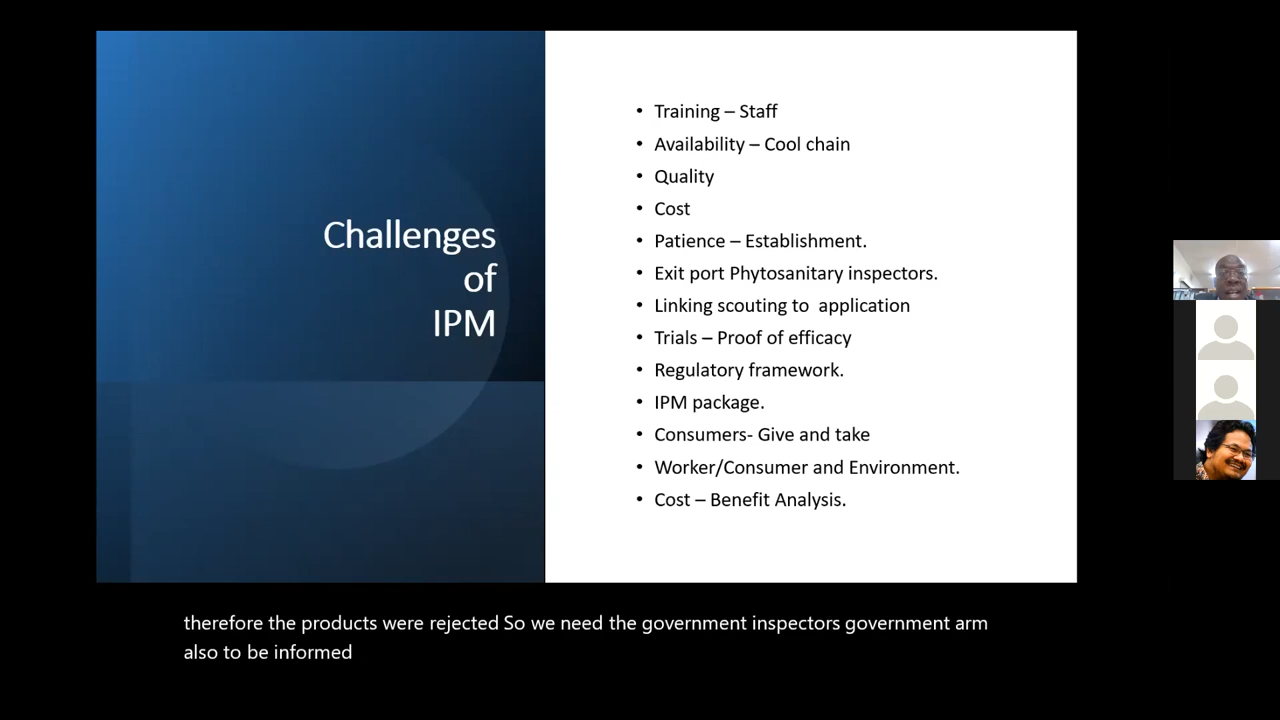 Challenges
of
IPM
• Training – Staff
• Availability – Cool chain
• Quality
• Cost
• Patience – Establishment.
• Exit port Phytosanitary inspectors.
• Linking scouting to  application
• Trials – Proof of efficacy
• Regulatory framework.
• IPM package.
• Consumers- Give and take
• Worker/Consumer and Environment.
• Cost – Benefit Analysis.
therefore the products were rejected So we need the government inspectors government arm
also to be informed